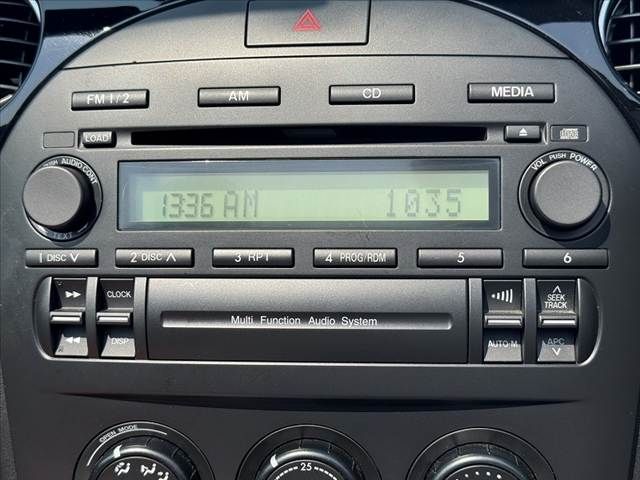 FM 1/2 AM CD MEDIA
LOAD
PUSH AUDIO CONT
TEXT
VOL PUSH POWER
1336 AM 1035
1 DISC ∨ 2 DISC ∧ 3 RPT 4 PROG/RDM 5 6
CLOCK
DISP
Multi Function Audio System
AUTO·M
SEEK
TRACK
APC
OPEN MODE
25